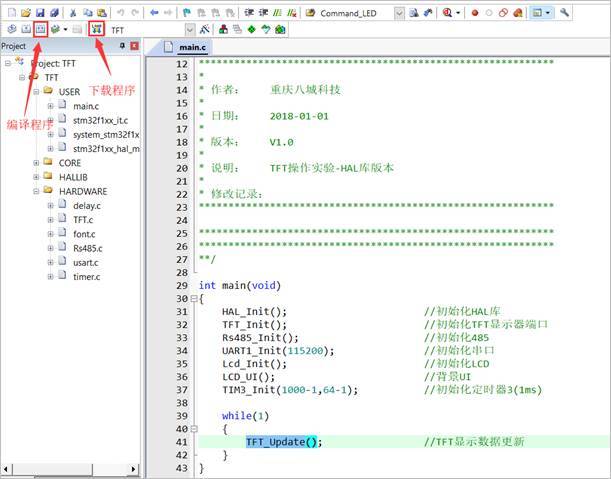 Command_LED
TFT
Project
main.c
下载程序
编译程序
Project: TFT
TFT
USER
main.c
stm32f1xx_it.c
system_stm32f1x
stm32f1xx_hal_m
CORE
HALLIB
HARDWARE
delay.c
TFT.c
font.c
Rs485.c
usart.c
timer.c
12 ************************************************************
13 *
14 * 作者: 重庆八城科技
15 *
16 * 日期: 2018-01-01
17 *
18 * 版本: V1.0
19 *
20 * 说明: TFT操作实验-HAL库版本
21 *
22 * 修改记录:
23 ************************************************************
24
25 ************************************************************
26 ************************************************************
27 **/
28
29 int main(void)
30 {
31 HAL_Init(); //初始化HAL库
32 TFT_Init(); //初始化TFT显示器端口
33 Rs485_Init(); //初始化485
34 UART1_Init(115200); //初始化串口
35 Lcd_Init(); //初始化LCD
36 LCD_UI(); //背景UI
37 TIM3_Init(1000-1,64-1); //初始化定时器3(1ms)
38
39 while(1)
40 {
41 TFT_Update(); //TFT显示数据更新
42 }
43 }